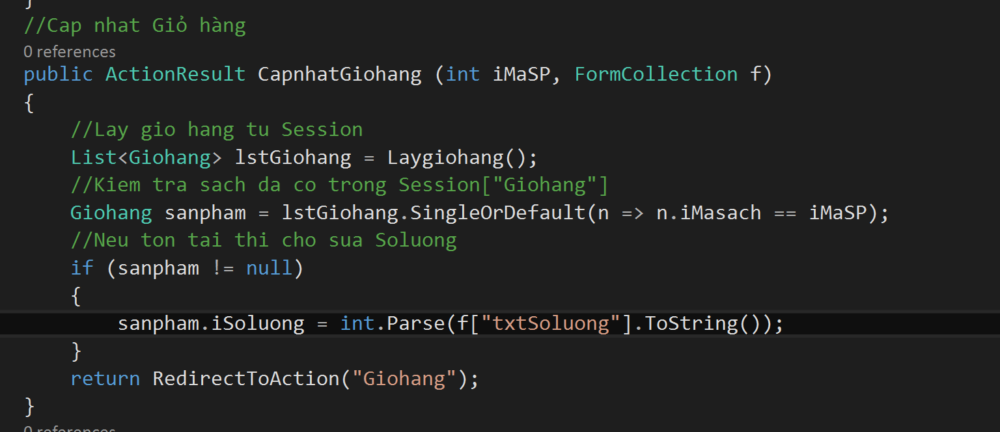 }
//Cap nhat Giỏ hàng
0 references
public ActionResult CapnhatGiohang (int iMaSP, FormCollection f)
{
//Lay gio hang tu Session
List<Giohang> lstGiohang = Laygiohang();
//Kiem tra sach da co trong Session["Giohang"]
Giohang sanpham = lstGiohang.SingleOrDefault(n => n.iMasach == iMaSP);
//Neu ton tai thi cho sua Soluong
if (sanpham != null)
{
sanpham.iSoluong = int.Parse(f["txtSoluong"].ToString());
}
return RedirectToAction("Giohang");
}
0 references